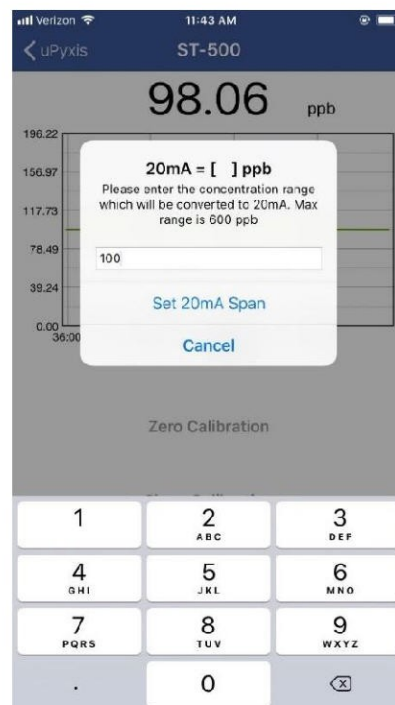 Verizon 11:43 AM
uPyxis ST-500
98.06 ppb
196.22
156.97
117.73
78.49
39.24
0.00
36:00
20mA = [ ] ppb
Please enter the concentration range
which will be converted to 20mA. Max
range is 600 ppb
100
Set 20mA Span
Cancel
Zero Calibration
1 2 3
ABC DEF
4 5 6
GHI JKL MNO
7 8 9
PQRS TUV WXYZ
. 0